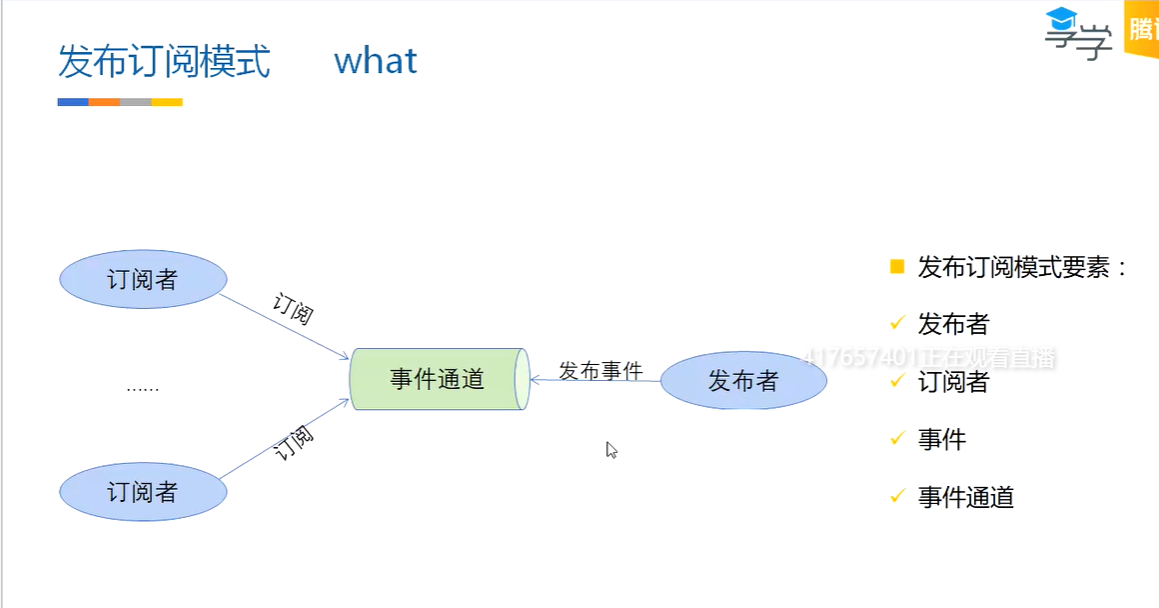 发布订阅模式 what
享学
腾
订阅者
订阅
……
订阅
订阅者
事件通道
发布事件
发布者
417657401正在观看直播
发布订阅模式要素：
发布者
订阅者
事件
事件通道